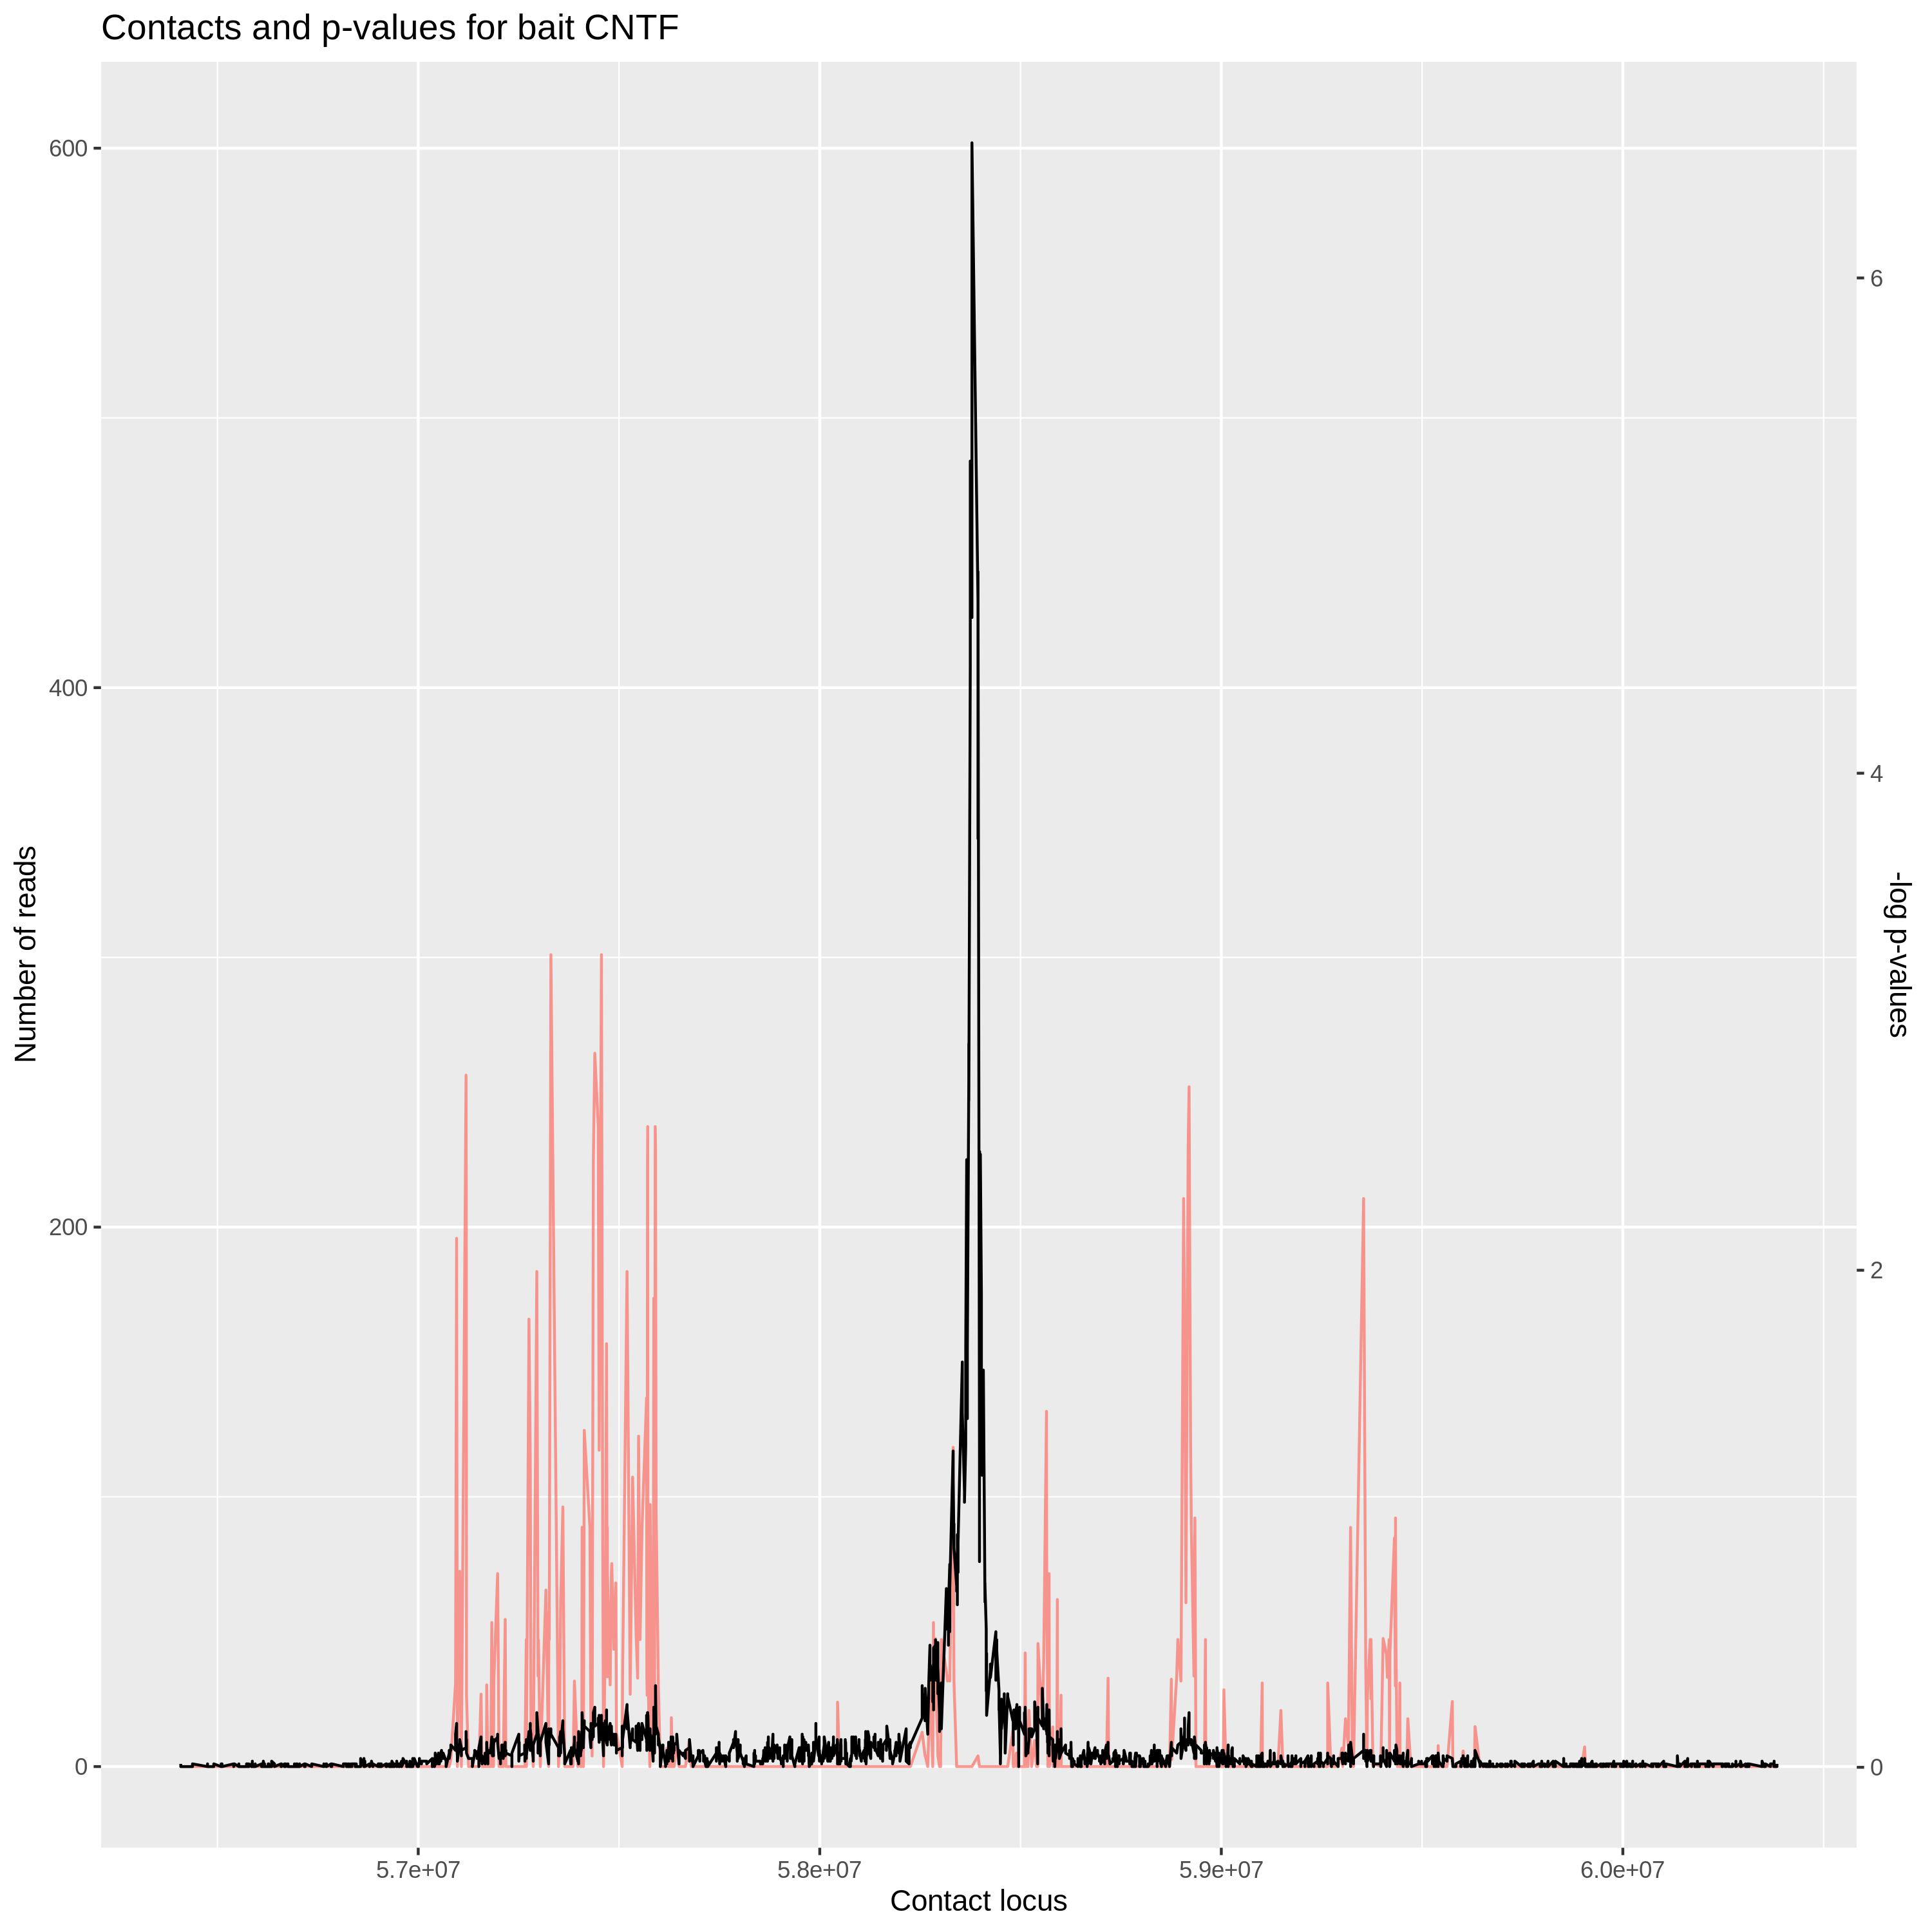 Contacts and p-values for bait CNTF
600
400
200
0
Number of reads
6
4
2
0
-log p-values
5.7e+07
5.8e+07
5.9e+07
6.0e+07
Contact locus